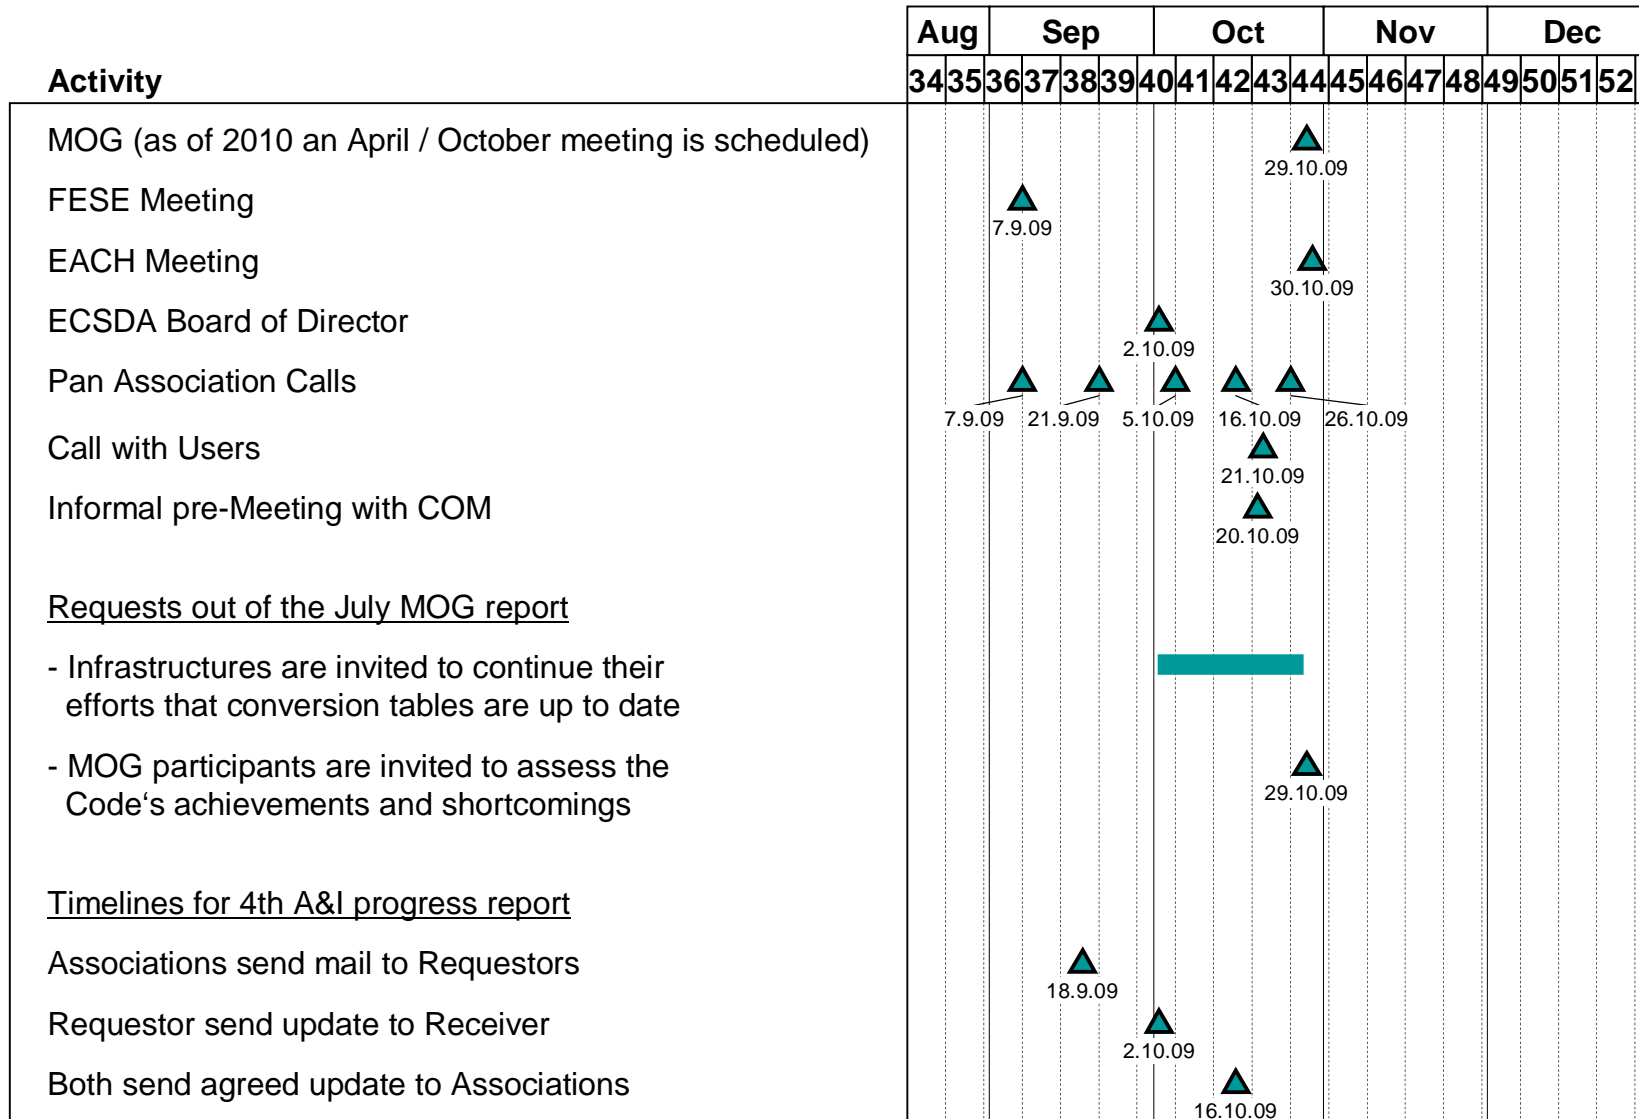 Aug Sep Oct Nov Dec
Activity 34 35 36 37 38 39 40 41 42 43 44 45 46 47 48 49 50 51 52
MOG (as of 2010 an April / October meeting is scheduled)
29.10.09
FESE Meeting
7.9.09
EACH Meeting
30.10.09
ECSDA Board of Director
2.10.09
Pan Association Calls
7.9.09 21.9.09 5.10.09 16.10.09 26.10.09
Call with Users
21.10.09
Informal pre-Meeting with COM
20.10.09
Requests out of the July MOG report
- Infrastructures are invited to continue their
efforts that conversion tables are up to date
- MOG participants are invited to assess the
Code‘s achievements and shortcomings
29.10.09
Timelines for 4th A&I progress report
Associations send mail to Requestors
18.9.09
Requestor send update to Receiver
2.10.09
Both send agreed update to Associations
16.10.09